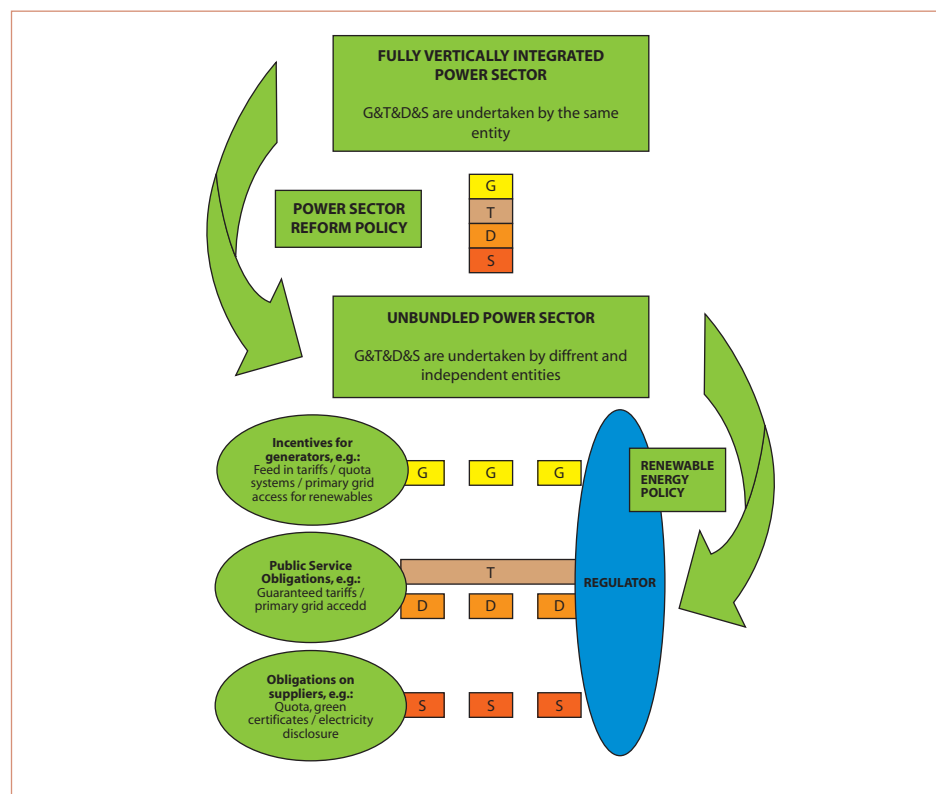 FULLY VERTICALLY INTEGRATED
POWER SECTOR
G&T&D&S are undertaken by the same
entity
G
T
D
S
POWER SECTOR
REFORM POLICY
UNBUNDLED POWER SECTOR
G&T&D&S are undertaken by diffrent and
independent entities
Incentives for
generators, e.g.:
Feed in tariffs / quota
systems / primary grid
access for renewables
G G G
RENEWABLE
ENERGY
POLICY
Public Service
Obligations, e.g.:
Guaranteed tariffs /
primary grid accedd
T
D D D
REGULATOR
Obligations on
suppliers, e.g.:
Quota, green
certificates / electricity
disclosure
S S S